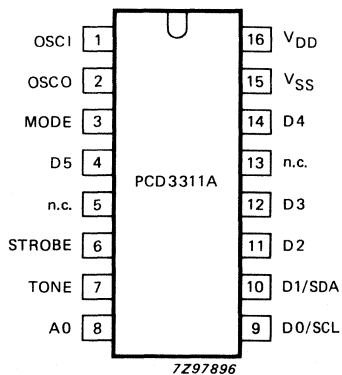 OSCI 1 16 VDD
OSCO 2 15 VSS
MODE 3 14 D4
D5 4 13 n.c.
PCD3311A
n.c. 5 12 D3
STROBE 6 11 D2
TONE 7 10 D1/SDA
A0 8 9 D0/SCL
7Z97896